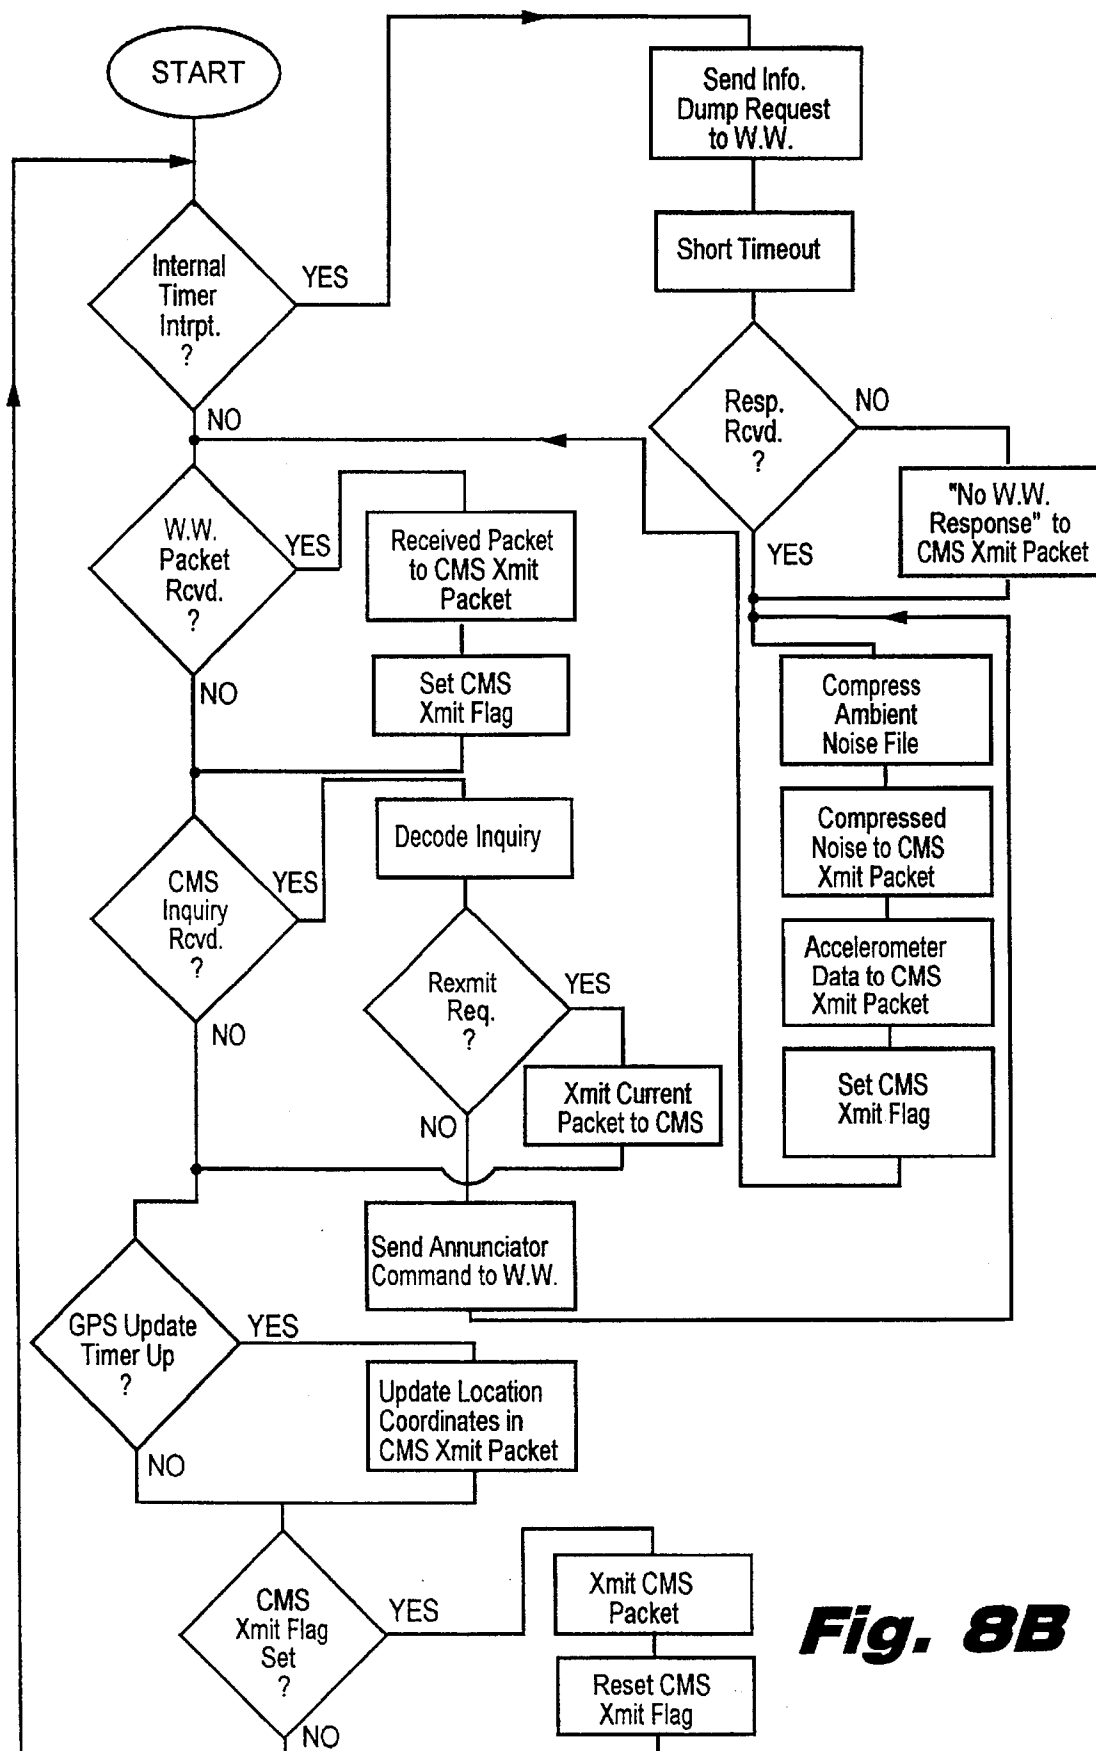 START
Send Info.
Dump Request
to W.W.
Short Timeout
Internal
Timer
Intrpt.
?
YES
NO
Resp.
Rcvd.
?
NO
YES
"No W.W.
Response" to
CMS Xmit Packet
W.W.
Packet
Rcvd.
?
YES
NO
Received Packet
to CMS Xmit
Packet
Set CMS
Xmit Flag
Compress
Ambient
Noise File
Compressed
Noise to CMS
Xmit Packet
Accelerometer
Data to CMS
Xmit Packet
Set CMS
Xmit Flag
CMS
Inquiry
Rcvd.
?
YES
NO
Decode Inquiry
Rexmit
Req.
?
YES
NO
Xmit Current
Packet to CMS
Send Annunciator
Command to W.W.
GPS Update
Timer Up
?
YES
NO
Update Location
Coordinates in
CMS Xmit Packet
CMS
Xmit Flag
Set
?
YES
NO
Xmit CMS
Packet
Reset CMS
Xmit Flag
Fig. 8B